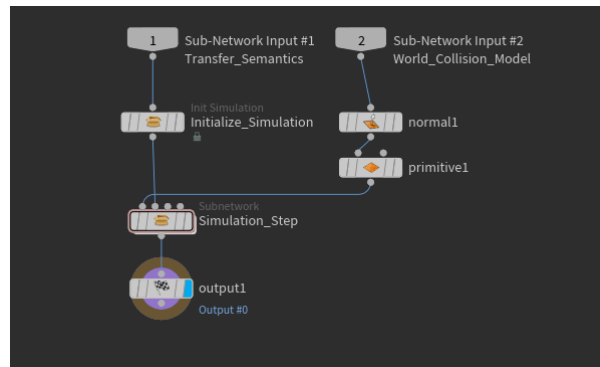 1
Sub-Network Input #1
Transfer_Semantics
2
Sub-Network Input #2
World_Collision_Model
Init Simulation
Initialize_Simulation
normal1
primitive1
Subnetwork
Simulation_Step
output1
Output #0